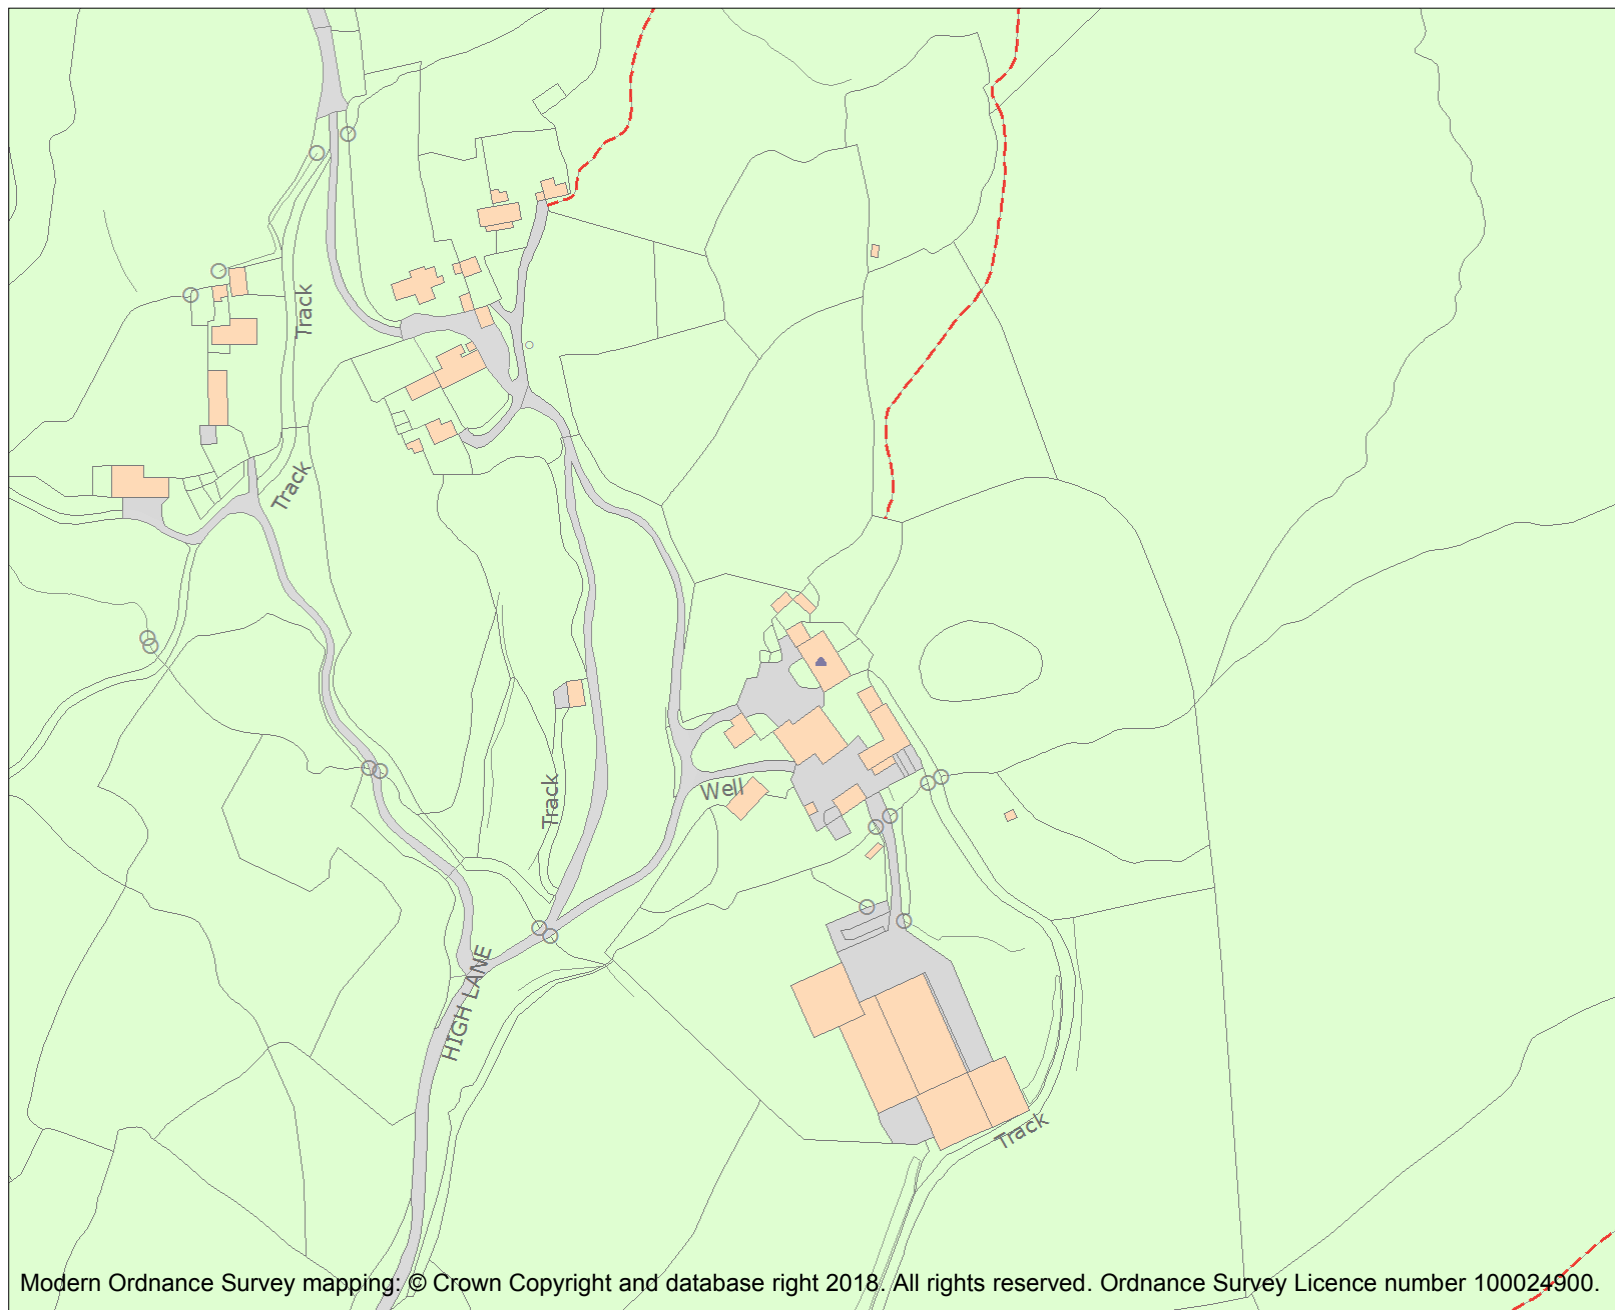 Track
Track
Track
Well
HIGH LANE
Track
Modern Ordnance Survey mapping: © Crown Copyright and database right 2018. All rights reserved. Ordnance Survey Licence number 100024900.